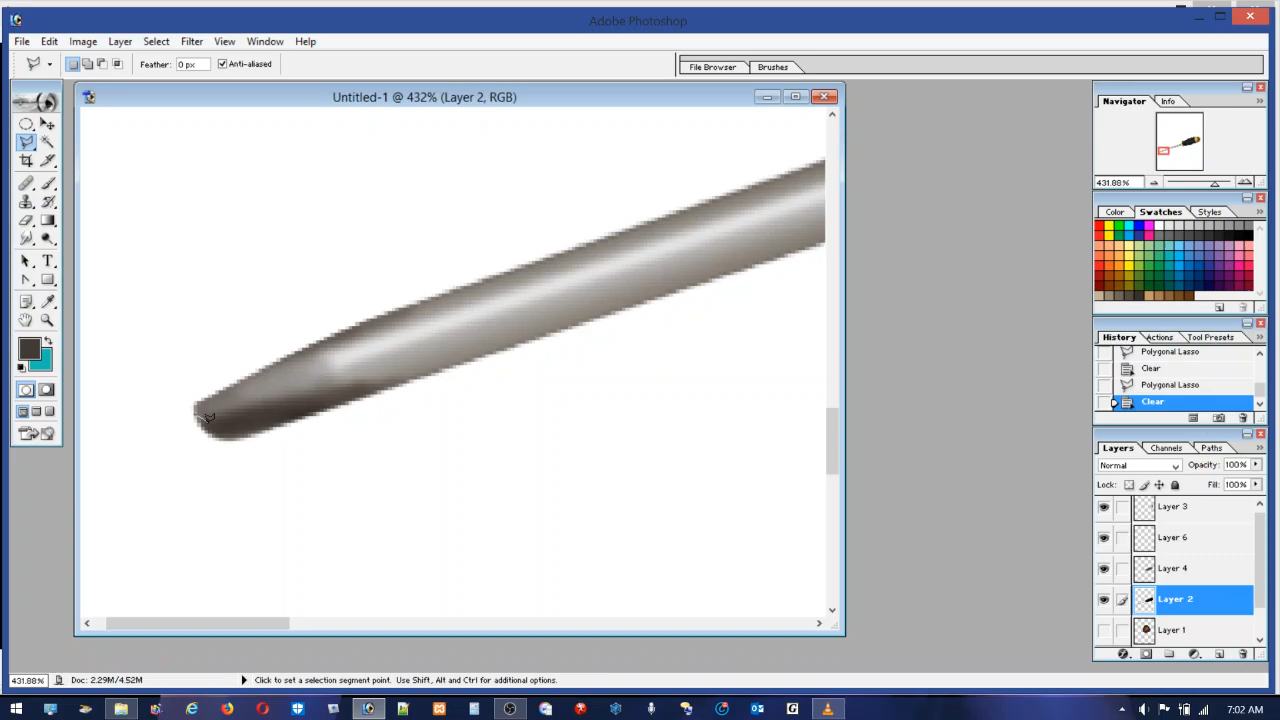 Adobe Photoshop
File Edit Image Layer Select Filter View Window Help
Feather: 0 px Anti-aliased File Browser Brushes
Untitled-1 @ 432% (Layer 2, RGB)
Navigator Info
431.88%
Color Swatches Styles
History Actions Tool Presets
Polygonal Lasso
Clear
Polygonal Lasso
Clear
Layers Channels Paths
Normal Opacity: 100%
Lock: Fill: 100%
Layer 3
Layer 6
Layer 4
Layer 2
Layer 1
431.88% Doc: 2.29M/4.52M Click to set a selection segment point. Use Shift, Alt and Ctrl for additional options.
7:02 AM